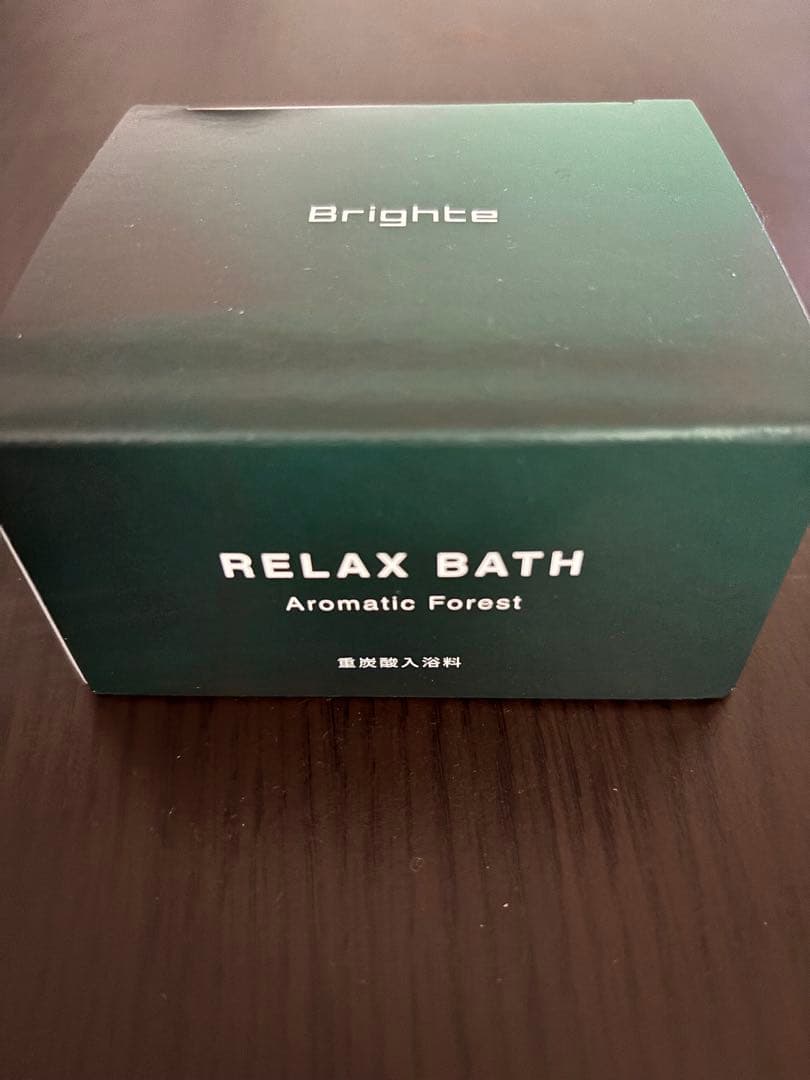 Brighte
RELAX BATH
Aromatic Forest
重炭酸入浴料